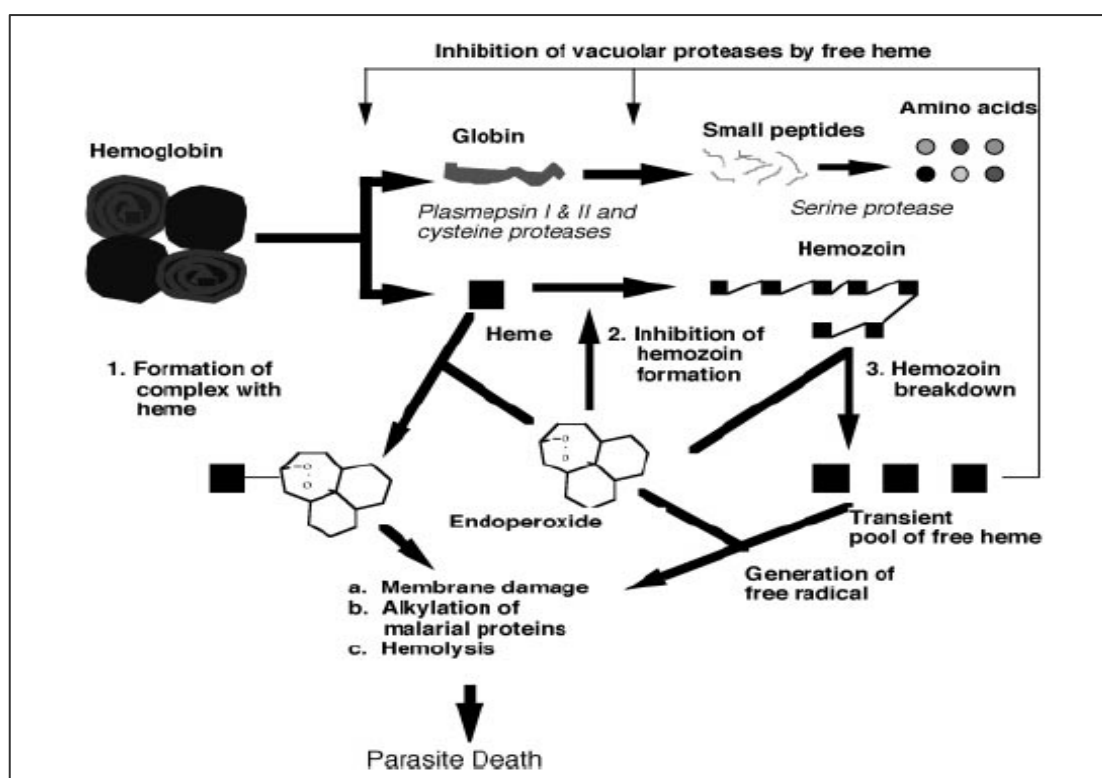 Inhibition of vacuolar proteases by free heme
Amino acids
Small peptides
Globin
Hemoglobin
Plasmepsin I & II and
cysteine proteases
Serine protease
Hemozoin
Heme
2. Inhibition of
hemozoin
formation
1. Formation of
complex with
heme
3. Hemozoin
breakdown
O
O
O
O
Endoperoxide
Transient
pool of free heme
Generation of
free radical
a. Membrane damage
b. Alkylation of
malarial proteins
c. Hemolysis
Parasite Death